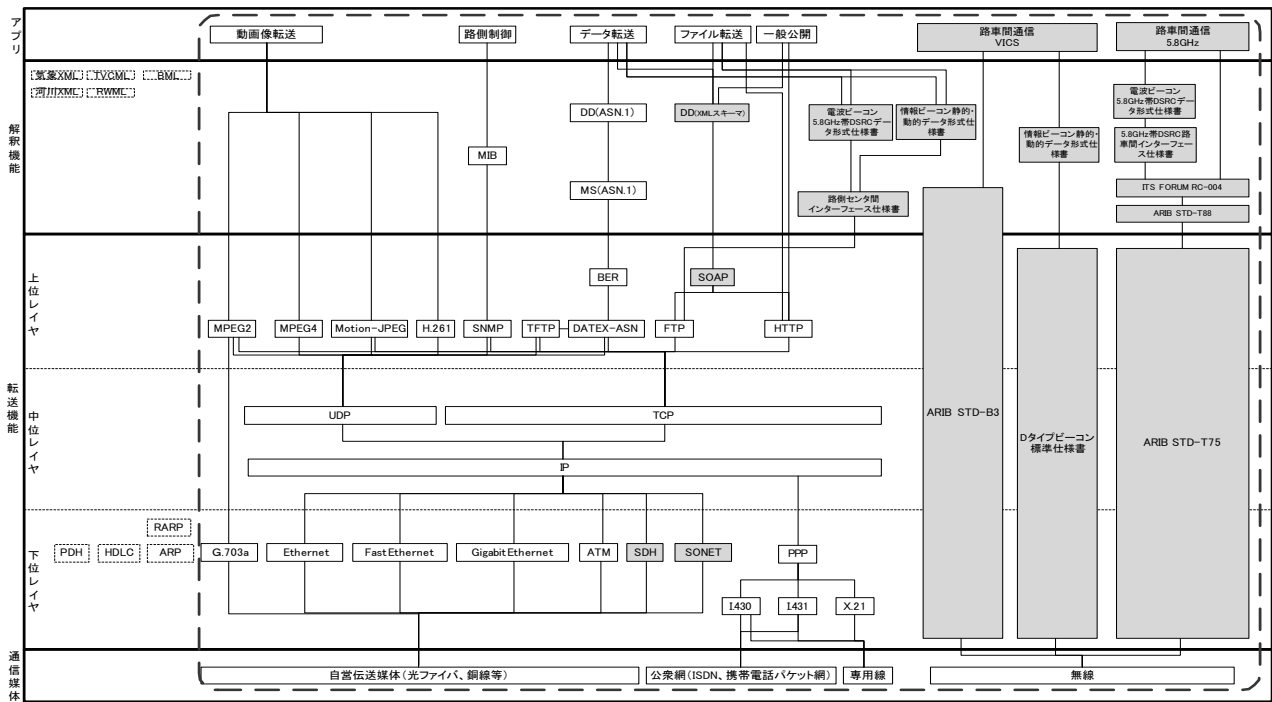 アプリ
動画像転送
路側制御
データ転送
ファイル転送
一般公開
路車間通信
VICS
路車間通信
5.8GHz
解釈機能
気象XML
TVCML
BML
河川XML
RWML
DD(ASN.1)
DD(XMLスキーマ)
電波ビーコン
5.8GHz帯DSRCデー
タ形式仕様書
情報ビーコン静的・
動的データ形式仕
様書
情報ビーコン静的・
動的データ形式仕
様書
電波ビーコン
5.8GHz帯DSRCデー
タ形式仕様書
5.8GHz帯DSRC路
車間インターフェー
ス仕様書
MIB
MS(ASN.1)
路側センタ間
インターフェース仕様書
ITS FORUM RC-004
ARIB STD-T88
転送機能
上位レイヤ
BER
SOAP
MPEG2
MPEG4
Motion-JPEG
H.261
SNMP
TFTP
DATEX-ASN
FTP
HTTP
中位レイヤ
UDP
TCP
IP
ARIB STD-B3
Dタイプビーコン
標準仕様書
ARIB STD-T75
下位レイヤ
RARP
PDH
HDLC
ARP
G.703a
Ethernet
FastEthernet
GigabitEthernet
ATM
SDH
SONET
PPP
I.430
I.431
X.21
通信媒体
自営伝送媒体(光ファイバ、銅線等)
公衆網(ISDN、携帯電話パケット網)
専用線
無線